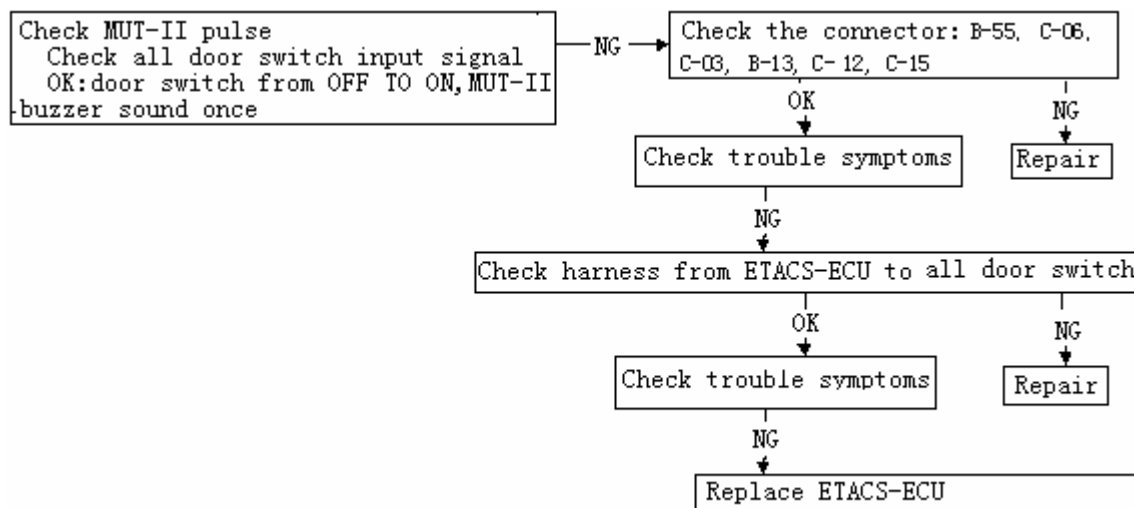 Check MUT-II pulse
Check all door switch input signal
OK:door switch from OFF TO ON,MUT-II
buzzer sound once
NG
Check the connector: B-55, C-06,
C-03, B-13, C-12, C-15
OK
NG
Check trouble symptoms
Repair
NG
Check harness from ETACS-ECU to all door switch
OK
NG
Check trouble symptoms
Repair
NG
Replace ETACS-ECU